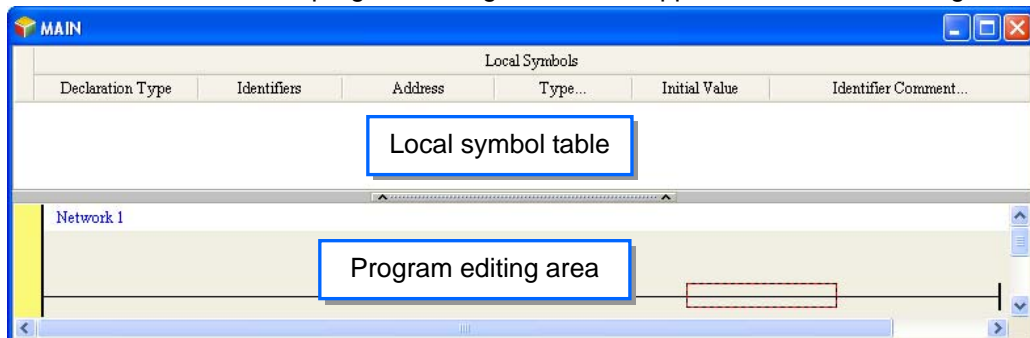 MAIN
Local Symbols
Declaration Type Identifiers Address Type... Initial Value Identifier Comment...
Local symbol table
Network 1
Program editing area